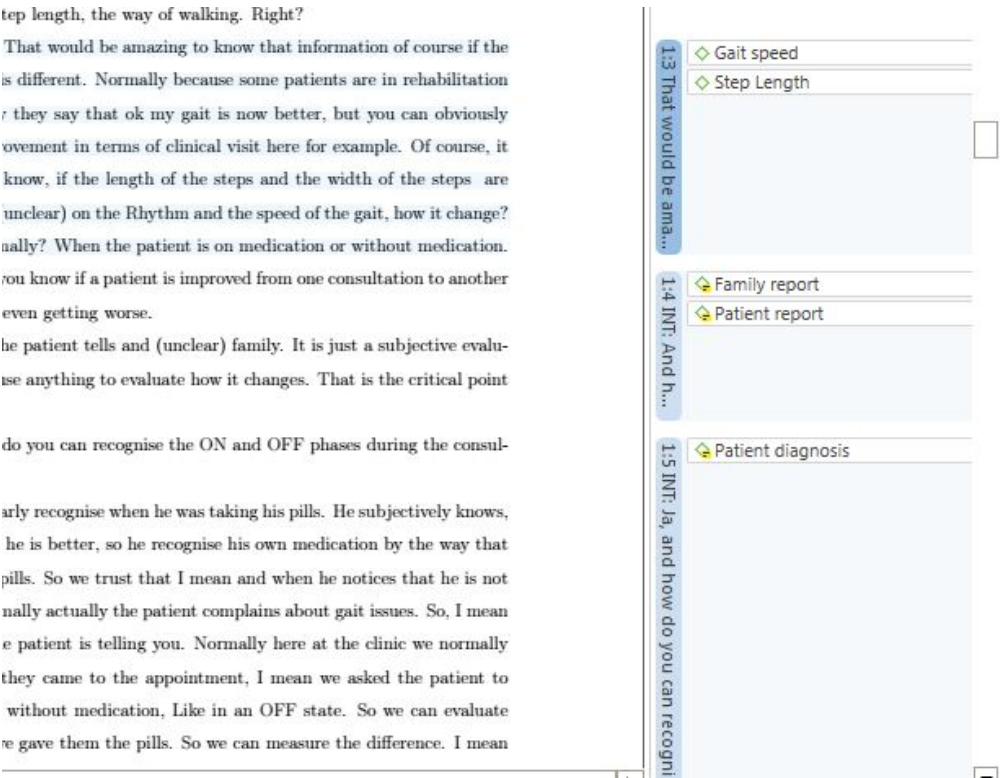 tep length, the way of walking. Right?
That would be amazing to know that information of course if the
is different. Normally because some patients are in rehabilitation
they say that ok my gait is now better, but you can obviously
ovement in terms of clinical visit here for example. Of course, it
know, if the length of the steps and the width of the steps are
unclear) on the Rhythm and the speed of the gait, how it change?
nally? When the patient is on medication or without medication.
you know if a patient is improved from one consultation to another
even getting worse.
he patient tells and (unclear) family. It is just a subjective evalu-
use anything to evaluate how it changes. That is the critical point
do you can recognise the ON and OFF phases during the consul-
arly recognise when he was taking his pills. He subjectively knows,
he is better, so he recognise his own medication by the way that
pills. So we trust that I mean and when he notices that he is not
nally actually the patient complains about gait issues. So, I mean
e patient is telling you. Normally here at the clinic we normally
they came to the appointment, I mean we asked the patient to
without medication, Like in an OFF state. So we can evaluate
e gave them the pills. So we can measure the difference. I mean
1:3 That would be ama...
Gait speed
Step Length
1:4 INT: And h...
Family report
Patient report
1:5 INT: Ja, and how do you can recogni
Patient diagnosis